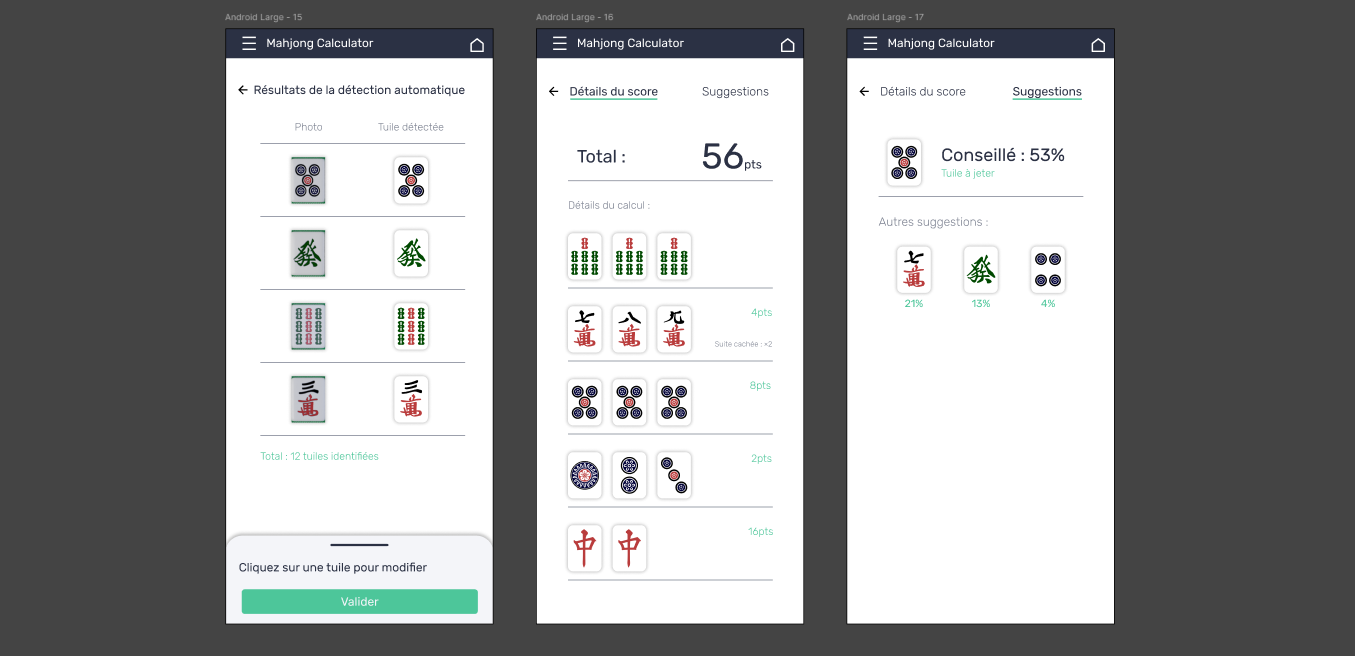 Android Large - 15
Mahjong Calculator
Résultats de la détection automatique
Photo
Tuile détectée
發
發
三萬
三萬
Total : 12 tuiles identifiées
Cliquez sur une tuile pour modifier
Valider
Android Large - 16
Mahjong Calculator
Détails du score
Suggestions
Total :
56pts
Détails du calcul :
七萬
八萬
九萬
4pts
Suite cachée : ×2
8pts
2pts
中
中
16pts
Android Large - 17
Mahjong Calculator
Détails du score
Suggestions
Conseillé : 53%
Tuile à jeter
Autres suggestions :
七萬
發
21%
13%
4%